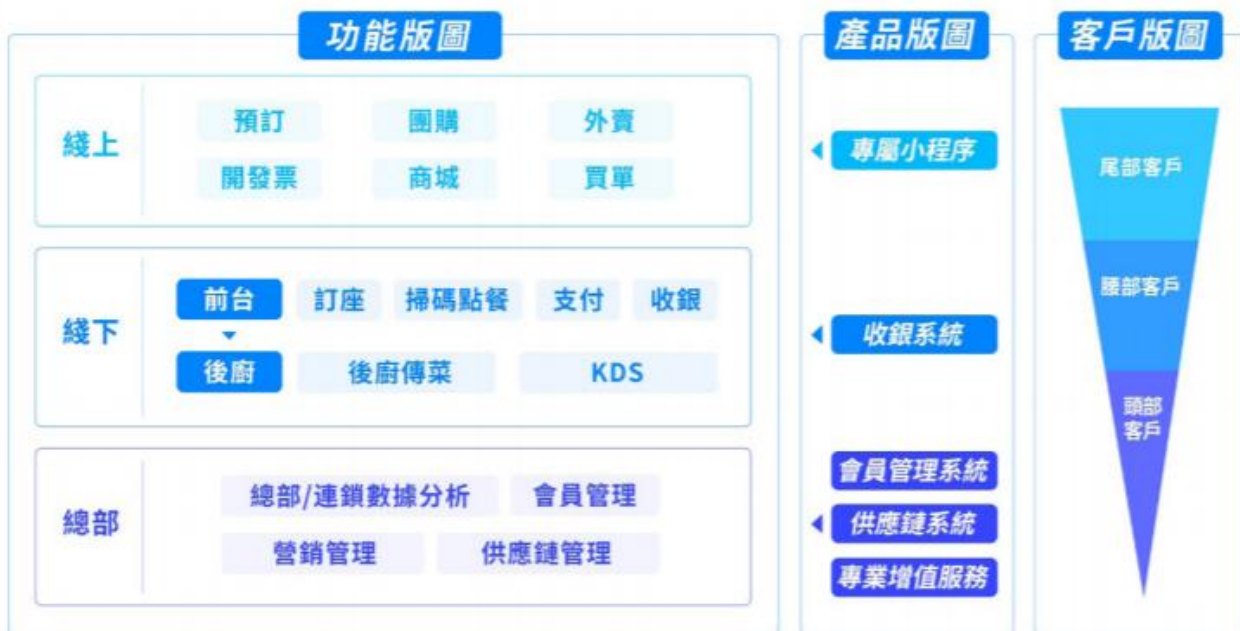 功能版圖
產品版圖
客戶版圖
綫上
預訂
團購
外賣
開發票
商城
買單
專屬小程序
尾部客戶
綫下
前台
訂座
掃碼點餐
支付
收銀
後廚
後廚傳菜
KDS
收銀系統
腰部客戶
頭部
客戶
總部
總部/連鎖數據分析
會員管理
營銷管理
供應鏈管理
會員管理系統
供應鏈系統
專業增值服務